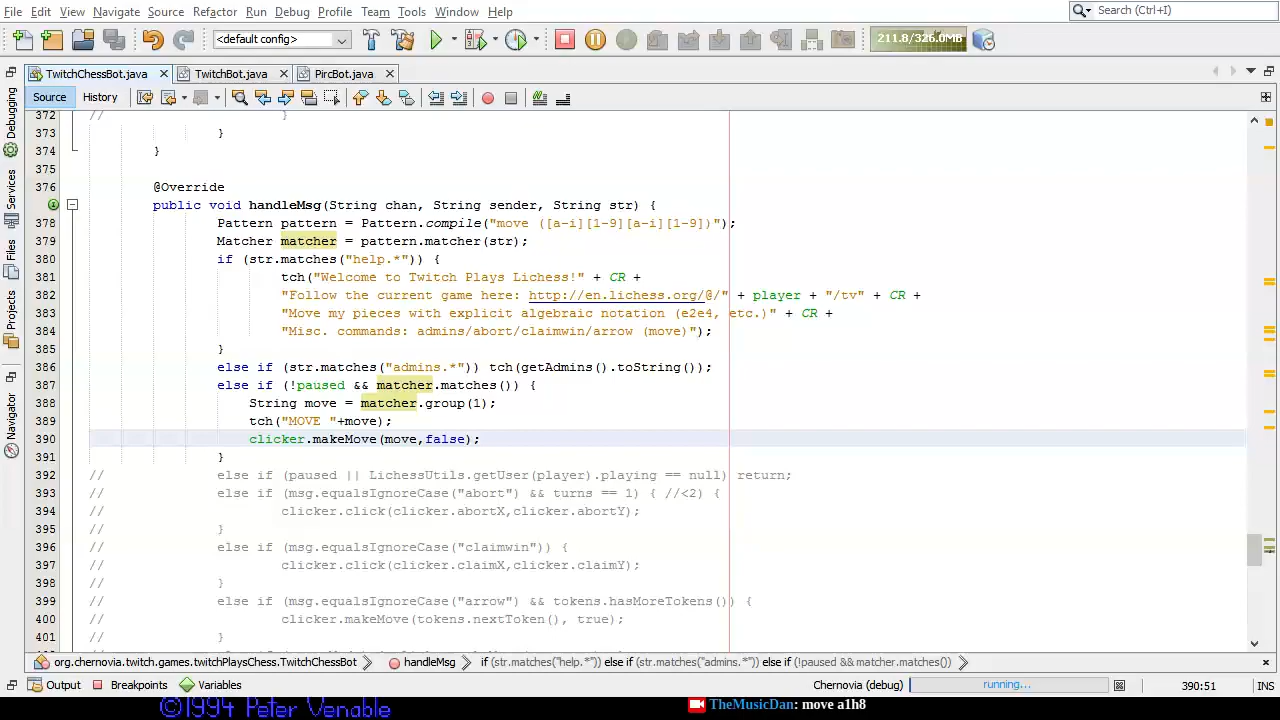 File Edit View Navigate Source Refactor Run Debug Profile Team Tools Window Help
Search (Ctrl+I)
<default config>
211.8/326.0MB
TwitchChessBot.java TwitchBot.java PircBot.java
Source History
372 // }
373 }
374 }
375
376 @Override
public void handleMsg(String chan, String sender, String str) {
378 Pattern pattern = Pattern.compile("move ([a-i][1-9][a-i][1-9])");
379 Matcher matcher = pattern.matcher(str);
380 if (str.matches("help.*")) {
381 tch("Welcome to Twitch Plays Lichess!" + CR +
382 "Follow the current game here: http://en.lichess.org/@/" + player + "/tv" + CR +
383 "Move my pieces with explicit algebraic notation (e2e4, etc.)" + CR +
384 "Misc. commands: admins/abort/claimwin/arrow (move)");
385 }
386 else if (str.matches("admins.*")) tch(getAdmins().toString());
387 else if (!paused && matcher.matches()) {
388 String move = matcher.group(1);
389 tch("MOVE "+move);
390 clicker.makeMove(move,false);
391 }
392 // else if (paused || LichessUtils.getUser(player).playing == null) return;
393 // else if (msg.equalsIgnoreCase("abort") && turns == 1) { //<2) {
394 // clicker.click(clicker.abortX,clicker.abortY);
395 // }
396 // else if (msg.equalsIgnoreCase("claimwin")) {
397 // clicker.click(clicker.claimX,clicker.claimY);
398 // }
399 // else if (msg.equalsIgnoreCase("arrow") && tokens.hasMoreTokens()) {
400 // clicker.makeMove(tokens.nextToken(), true);
401 // }
Debugging
Services
Files
Projects
Navigator
org.chernovia.twitch.games.twitchPlaysChess.TwitchChessBot handleMsg if (str.matches("help.*")) else if (str.matches("admins.*")) else if (!paused && matcher.matches())
Output Breakpoints Variables
Chernovia (debug) running... 390:51 INS
©1994 Peter Venable
TheMusicDan: move a1h8